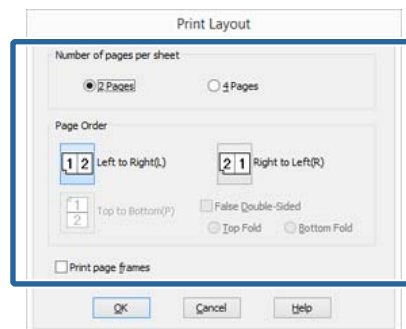 Print Layout
Number of pages per sheet
2 Pages
4 Pages
Page Order
1 2 Left to Right(L)
2 1 Right to Left(R)
1
2
Top to Bottom(P)
False Double-Sided
Top Fold
Bottom Fold
Print page frames
OK
Cancel
Help